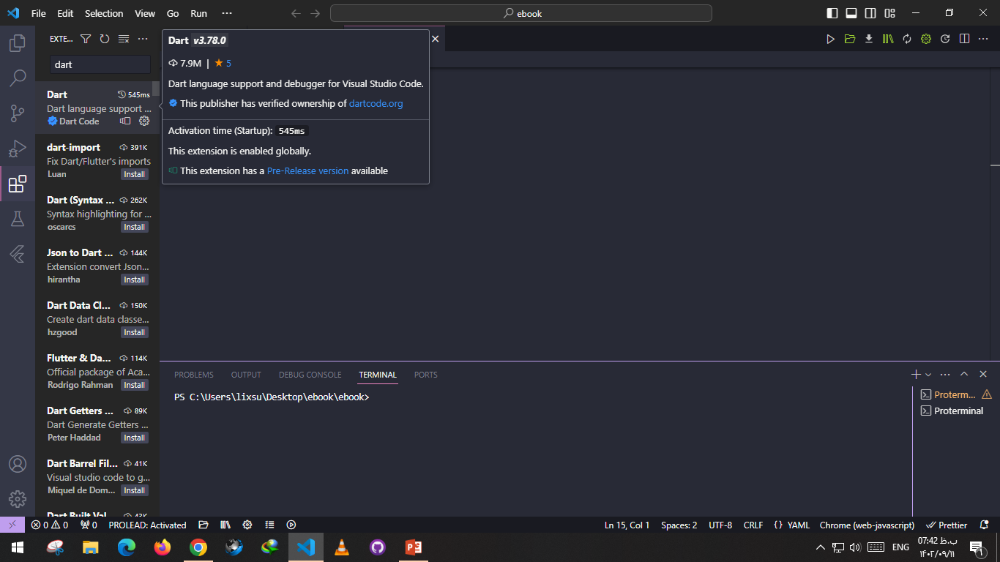 File Edit Selection View Go Run ···
ebook
EXTE...
dart
Dart 545ms
Dart language support ...
Dart Code
dart-import 391K
Fix Dart/Flutter's imports
Luan Install
Dart (Syntax ... 262K
Syntax highlighting for ...
oscarcs Install
Json to Dart ... 144K
Extension convert Json...
hirantha Install
Dart Data Cl... 150K
Create dart data classe...
hzgood Install
Flutter & Da... 114K
Official package of Aca...
Rodrigo Rahman Install
Dart Getters ... 89K
Dart Generate Getters ...
Peter Haddad Install
Dart Barrel Fil... 41K
Visual studio code to g...
Miquel de Dom... Install
Dart Built Val... 43K
Dart v3.78.0
7.9M | ★ 5
Dart language support and debugger for Visual Studio Code.
This publisher has verified ownership of dartcode.org
Activation time (Startup): 545ms
This extension is enabled globally.
This extension has a Pre-Release version available
PROBLEMS OUTPUT DEBUG CONSOLE TERMINAL PORTS
PS C:\Users\lixsu\Desktop\ebook\ebook>
Proterm...
Proterminal
0 0 0 PROLEAD: Activated
Ln 15, Col 1 Spaces: 2 UTF-8 CRLF {} YAML Chrome (web-javascript) Prettier
ENG
07:42 ب.ظ
۱۴۰۲/۰۹/۱۱
1